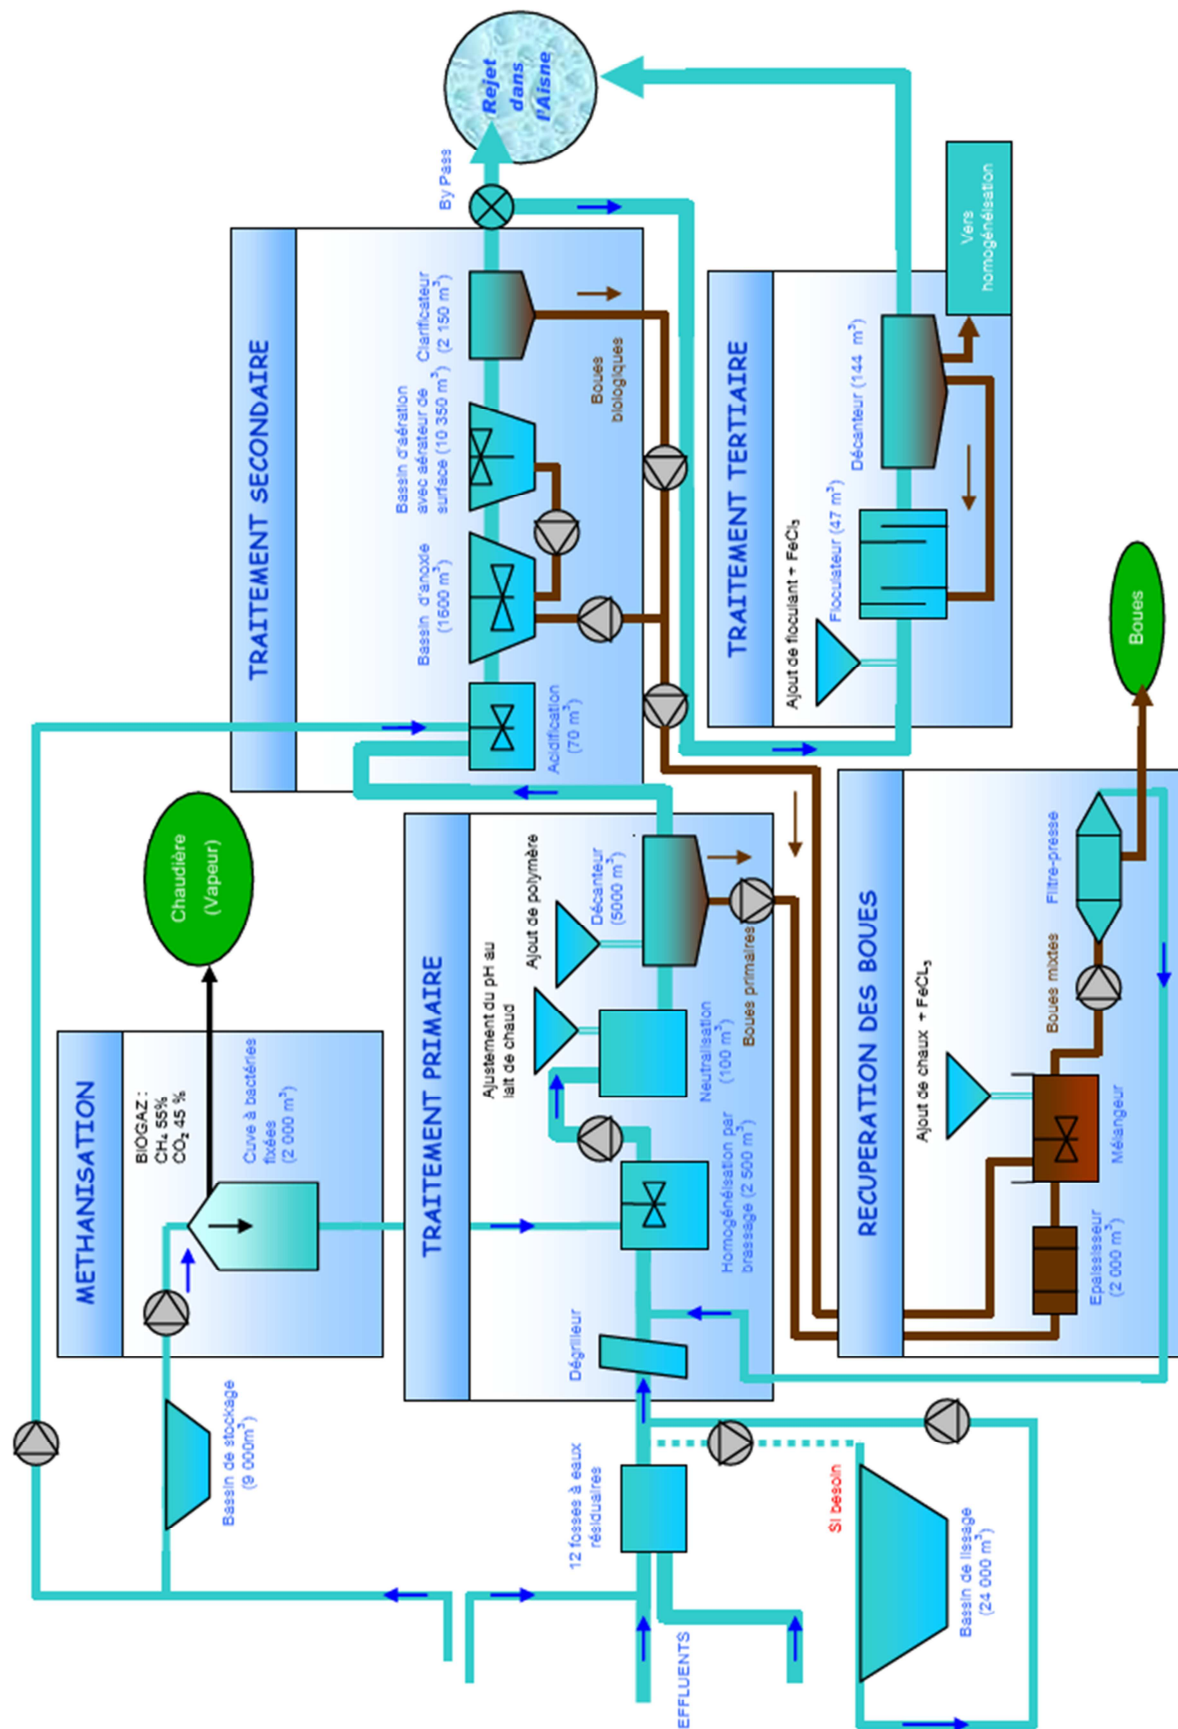 METHANISATION
BIOGAZ :
CH₄ 55%
CO₂ 45 %
Cuve à bactéries
fixées
(2 000 m³)
Chaudière
(Vapeur)
Bassin de stockage
(9 000m³)
TRAITEMENT SECONDAIRE
Acidification
(70 m³)
Bassin d'anoxie
(1500 m³)
Bassin d'aération
avec aérateur de
surface (10 350 m³)
Clarificateur
(2 150 m³)
Boues
biologiques
By Pass
Rejet
dans
l'Aisne
TRAITEMENT PRIMAIRE
Dégrilleur
Homogénéisation par
brassage (2 500 m³)
Ajustement du pH au
lait de chaud
Neutralisation
(100 m³)
Ajout de polymère
Décanteur
(5000 m³)
Boues primaires
12 fosses à eaux
résiduaires
EFFLUENTS
Si besoin
Bassin de lissage
(24 000 m³)
TRAITEMENT TERTIAIRE
Ajout de floculant + FeCl₃
Floculateur (47 m³)
Décanteur (144 m³)
Vers
homogénéisation
RECUPERATION DES BOUES
Ajout de chaux + FeCL₃
Epaississeur
(2 000 m³)
Mélangeur
Boues mixtes
Filtre-presse
Boues